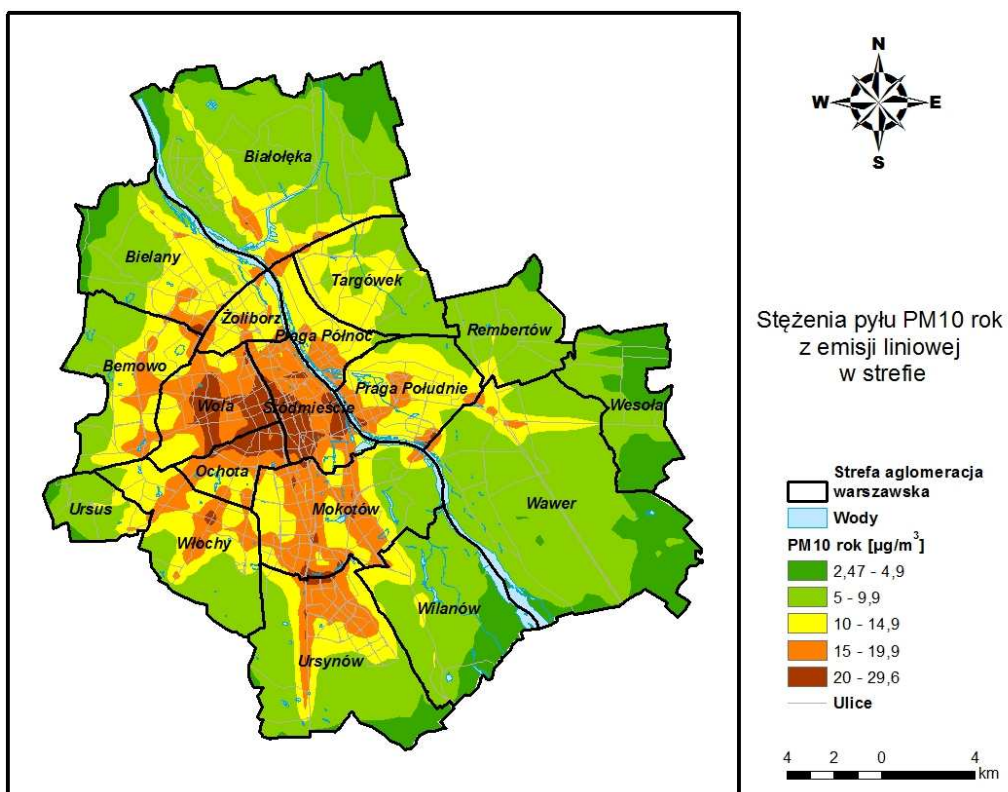 N
W E
S
Białołęka
Bielany
Targówek
Żoliborz
Rembertów
Praga Północ
Bemowo
Praga Południe
Wesoła
Wola
Śródmieście
Ochota
Ursus
Mokotów
Wawer
Włochy
Wilanów
Ursynów
Stężenia pyłu PM10 rok
z emisji liniowej
w strefie
Strefa aglomeracja
warszawska
Wody
PM10 rok [µg/m³]
2,47 - 4,9
5 - 9,9
10 - 14,9
15 - 19,9
20 - 29,6
Ulice
4 2 0 4
km